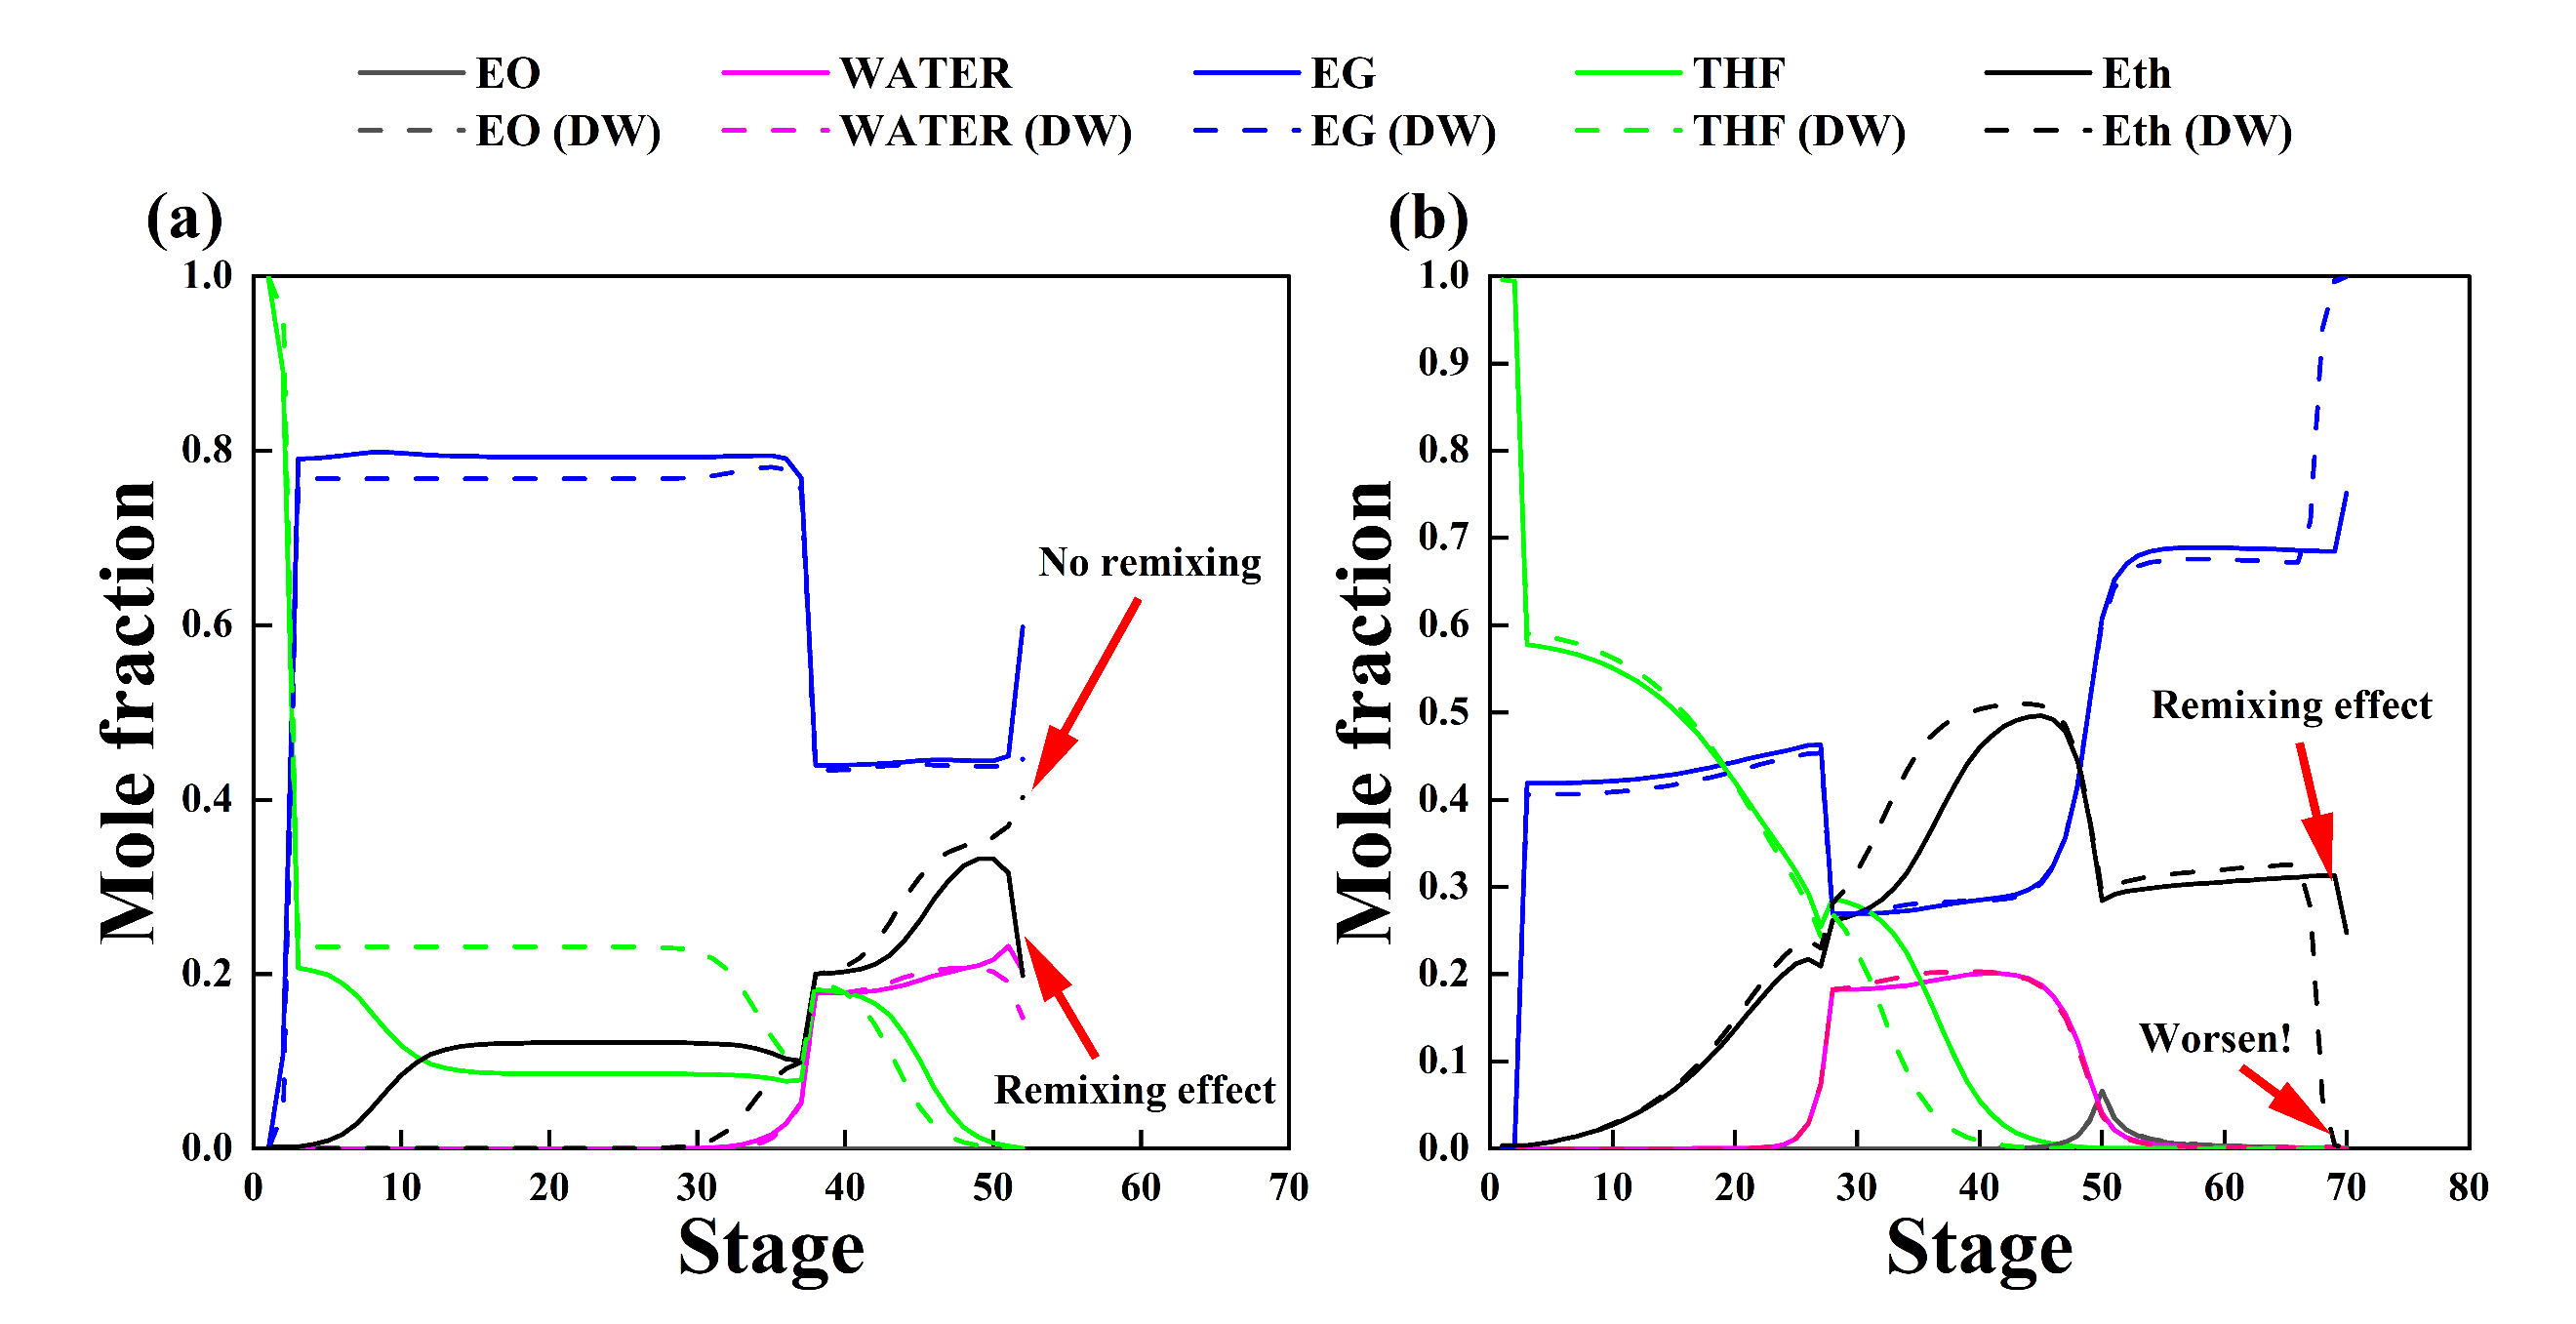 EO WATER EG THF Eth
EO (DW) WATER (DW) EG (DW) THF (DW) Eth (DW)
(a)
1.0
0.8
0.6
0.4
0.2
0.0
0 10 20 30 40 50 60 70
Mole fraction
Stage
No remixing
Remixing effect
(b)
1.0
0.9
0.8
0.7
0.6
0.5
0.4
0.3
0.2
0.1
0.0
0 10 20 30 40 50 60 70 80
Mole fraction
Stage
Remixing effect
Worsen!